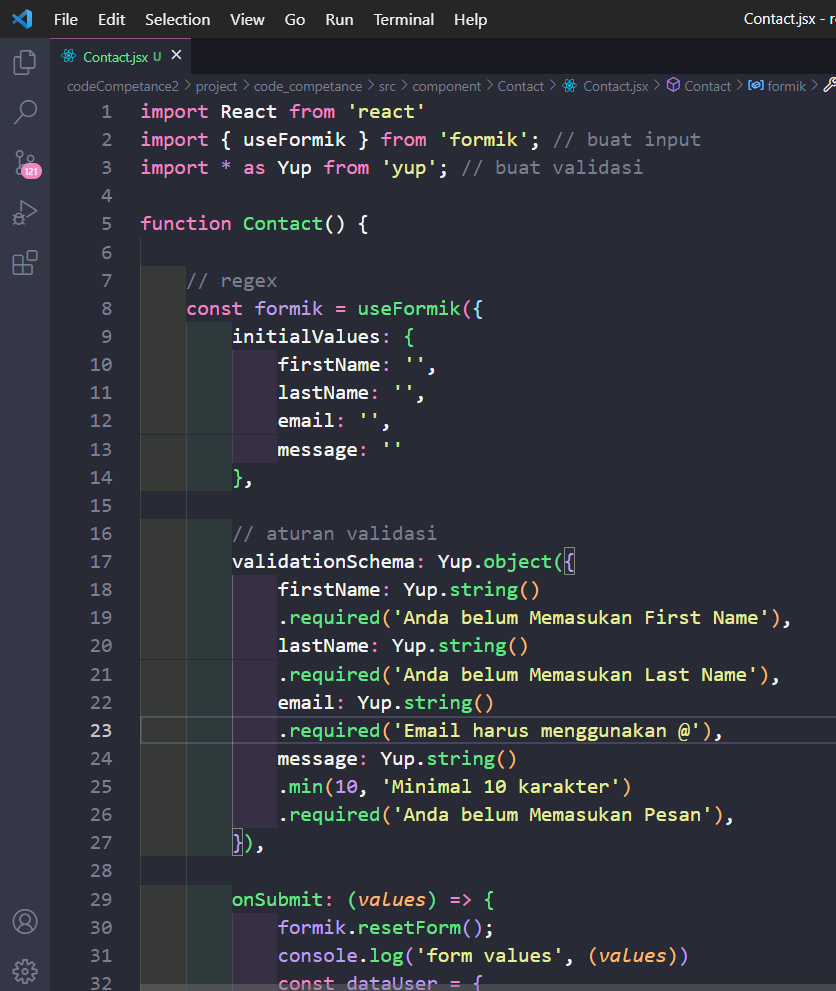 File Edit Selection View Go Run Terminal Help Contact.jsx - r
Contact.jsx U ×
codeCompetance2 > project > code_competance > src > component > Contact > Contact.jsx > Contact > formik >
1 import React from 'react'
2 import { useFormik } from 'formik'; // buat input
3 import * as Yup from 'yup'; // buat validasi
4
5 function Contact() {
6
7 // regex
8 const formik = useFormik({
9 initialValues: {
10 firstName: '',
11 lastName: '',
12 email: '',
13 message: ''
14 },
15
16 // aturan validasi
17 validationSchema: Yup.object({
18 firstName: Yup.string()
19 .required('Anda belum Memasukan First Name'),
20 lastName: Yup.string()
21 .required('Anda belum Memasukan Last Name'),
22 email: Yup.string()
23 .required('Email harus menggunakan @'),
24 message: Yup.string()
25 .min(10, 'Minimal 10 karakter')
26 .required('Anda belum Memasukan Pesan'),
27 }),
28
29 onSubmit: (values) => {
30 formik.resetForm();
31 console.log('form values', (values))
32 const dataUser = {
121